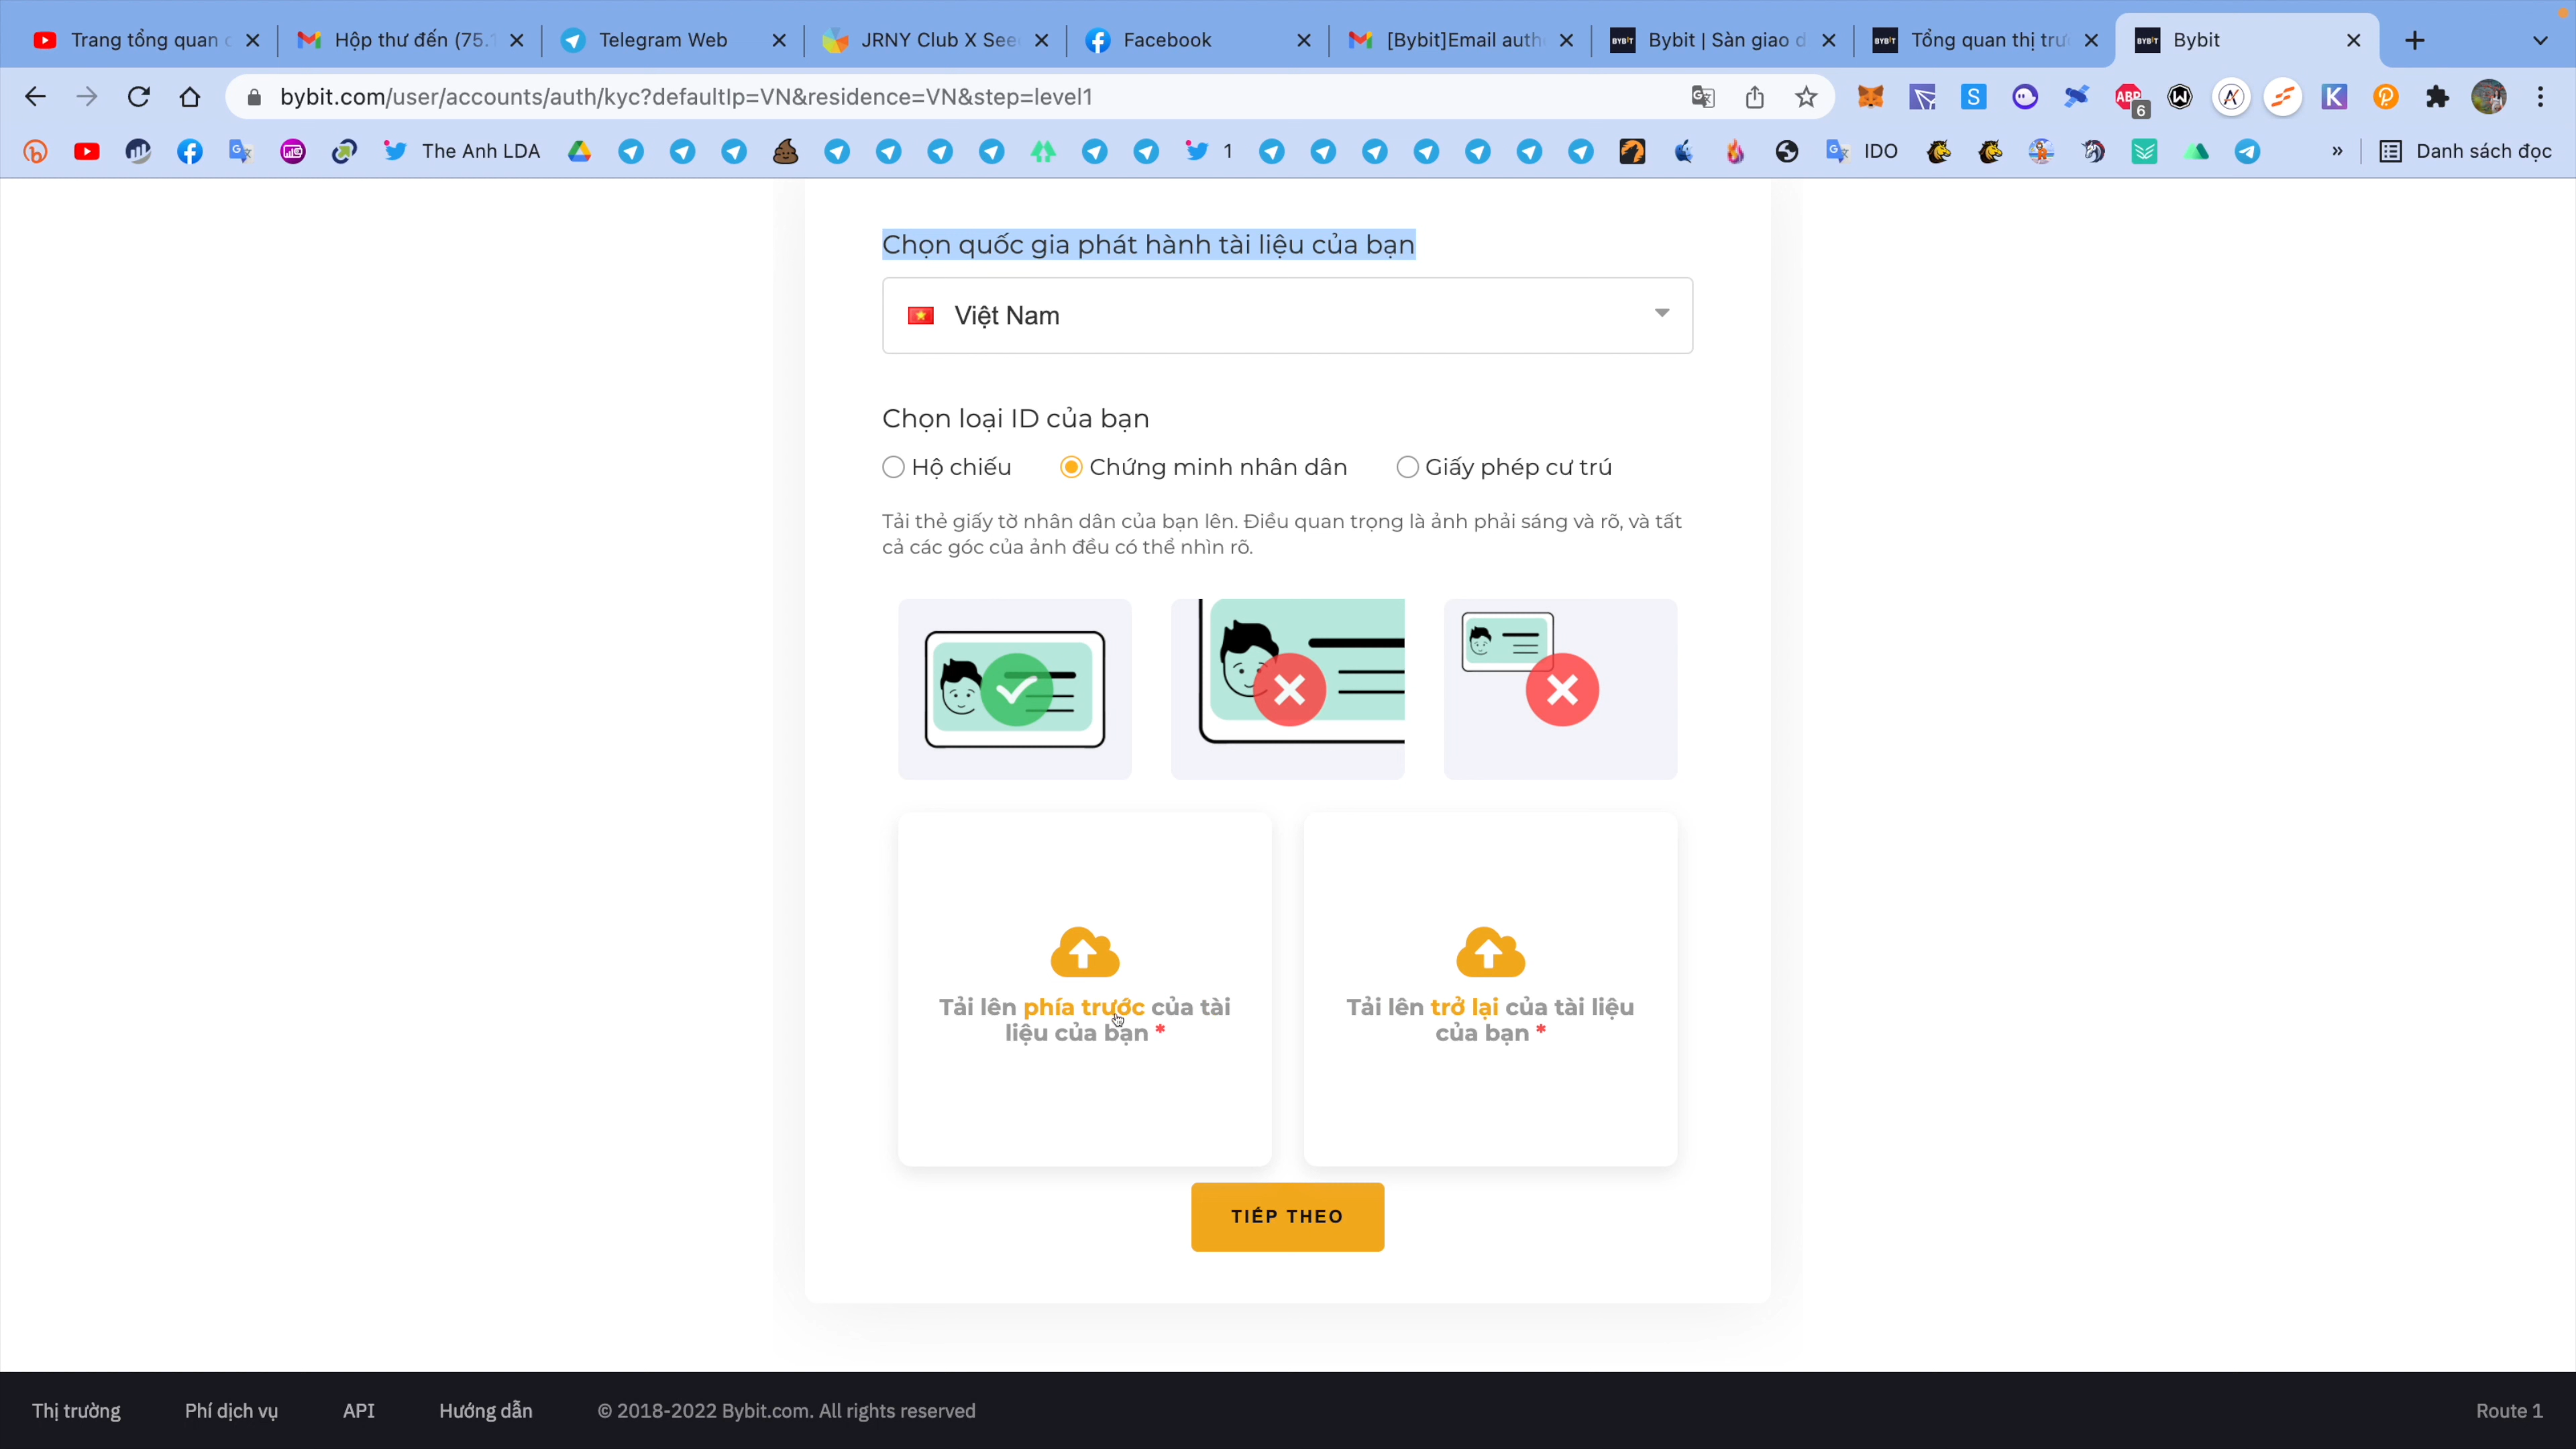 Trang tổng quan
Hộp thư đến (75.1
Telegram Web
JRNY Club X See
Facebook
[Bybit]Email auth
Bybit | Sàn giao d
Tổng quan thị trư
BYBIT
Bybit
bybit.com/user/accounts/auth/kyc?defaultIp=VN&residence=VN&step=level1
ABP
6
The Anh LDA
1
IDO
»
Danh sách đọc
Chọn quốc gia phát hành tài liệu của bạn
Việt Nam
Chọn loại ID của bạn
Hộ chiếu
Chứng minh nhân dân
Giấy phép cư trú
Tải thẻ giấy tờ nhân dân của bạn lên. Điều quan trọng là ảnh phải sáng và rõ, và tất
cả các góc của ảnh đều có thể nhìn rõ.
Tải lên phía trước của tài
liệu của bạn *
Tải lên trở lại của tài liệu
của bạn *
TIẾP THEO
Thị trường
Phí dịch vụ
API
Hướng dẫn
© 2018-2022 Bybit.com. All rights reserved
Route 1